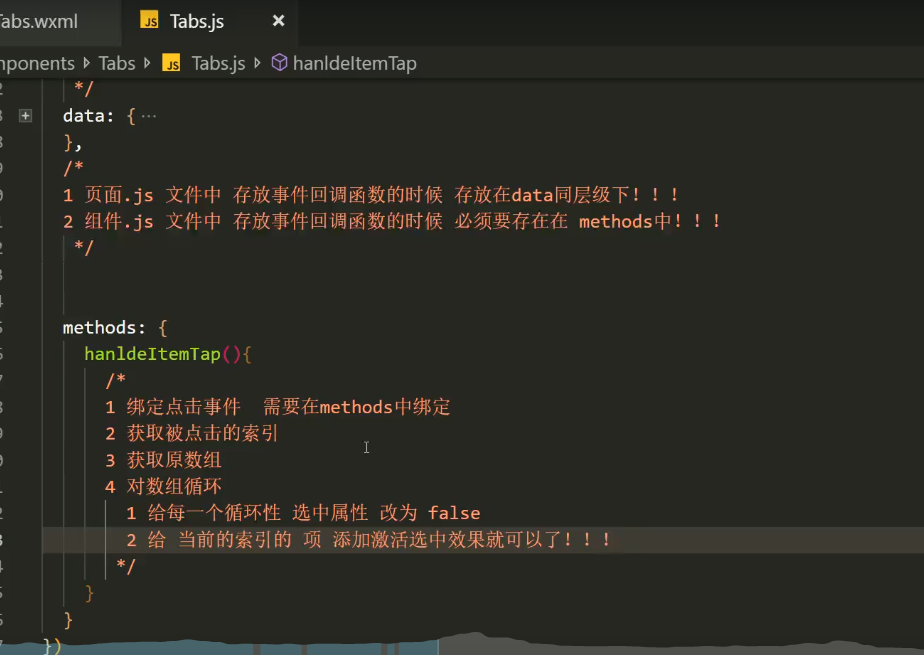 Tabs.wxml
JS Tabs.js ×
ponents Tabs JS Tabs.js hanldeItemTap
*/
data: { ···
},
/*
1 页面.js 文件中 存放事件回调函数的时候 存放在data同层级下!!!
2 组件.js 文件中 存放事件回调函数的时候 必须要存在在 methods中!!!
*/
methods: {
hanldeItemTap(){
/*
1 绑定点击事件 需要在methods中绑定
2 获取被点击的索引
3 获取原数组
4 对数组循环
1 给每一个循环性 选中属性 改为 false
2 给 当前的索引的 项 添加激活选中效果就可以了!!!
*/
}
}
})